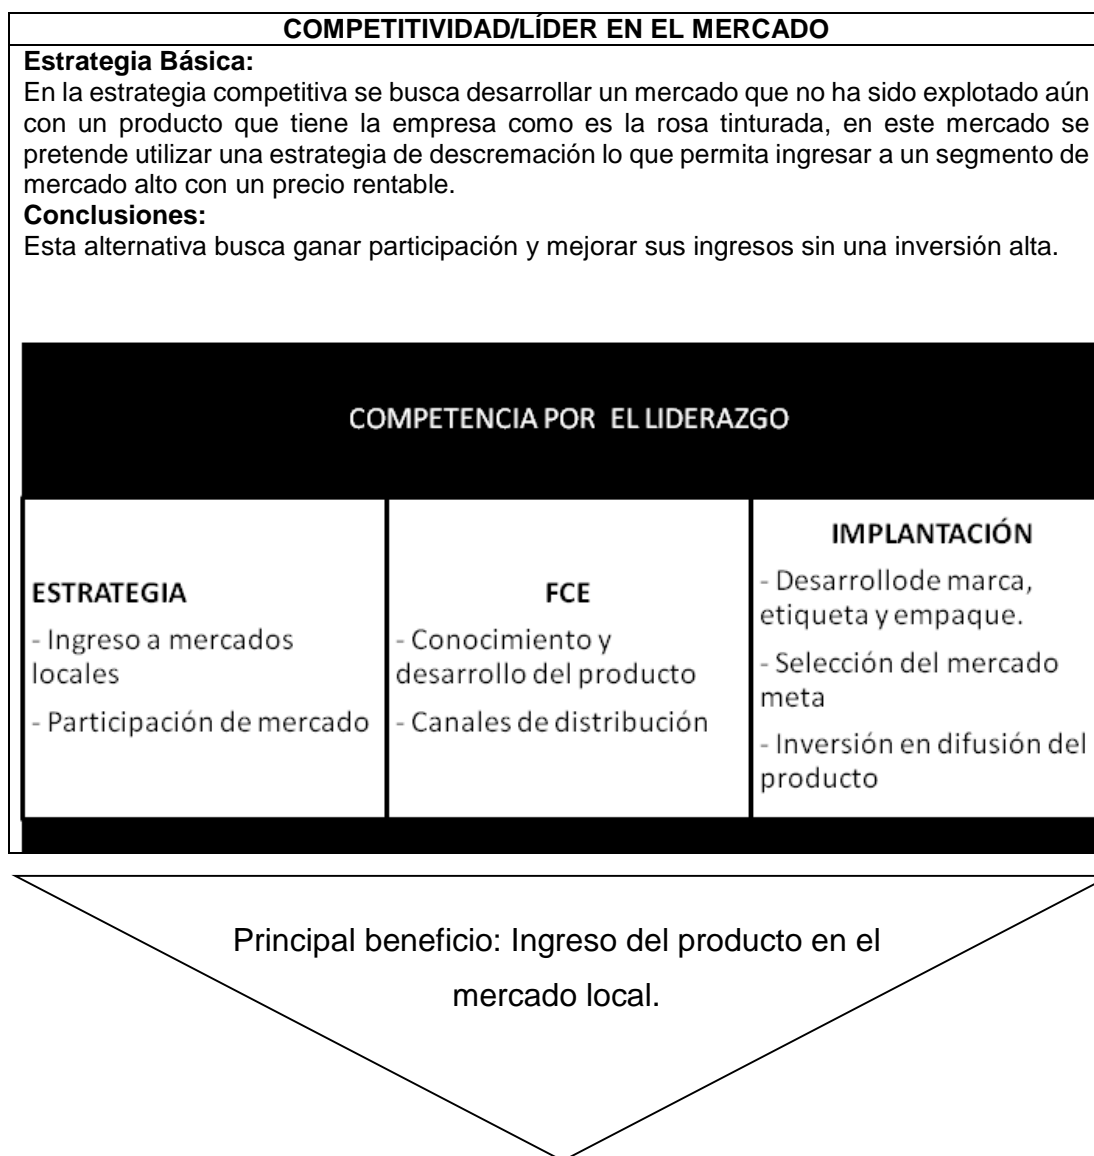 COMPETITIVIDAD/LÍDER EN EL MERCADO
Estrategia Básica:
En la estrategia competitiva se busca desarrollar un mercado que no ha sido explotado aún
con un producto que tiene la empresa como es la rosa tinturada, en este mercado se
pretende utilizar una estrategia de descremación lo que permita ingresar a un segmento de
mercado alto con un precio rentable.
Conclusiones:
Esta alternativa busca ganar participación y mejorar sus ingresos sin una inversión alta.
COMPETENCIA POR EL LIDERAZGO
ESTRATEGIA
- Ingreso a mercados
locales
- Participación de mercado
FCE
- Conocimiento y
desarrollo del producto
- Canales de distribución
IMPLANTACIÓN
- Desarrollode marca,
etiqueta y empaque.
- Selección del mercado
meta
- Inversión en difusión del
producto
Principal beneficio: Ingreso del producto en el
mercado local.